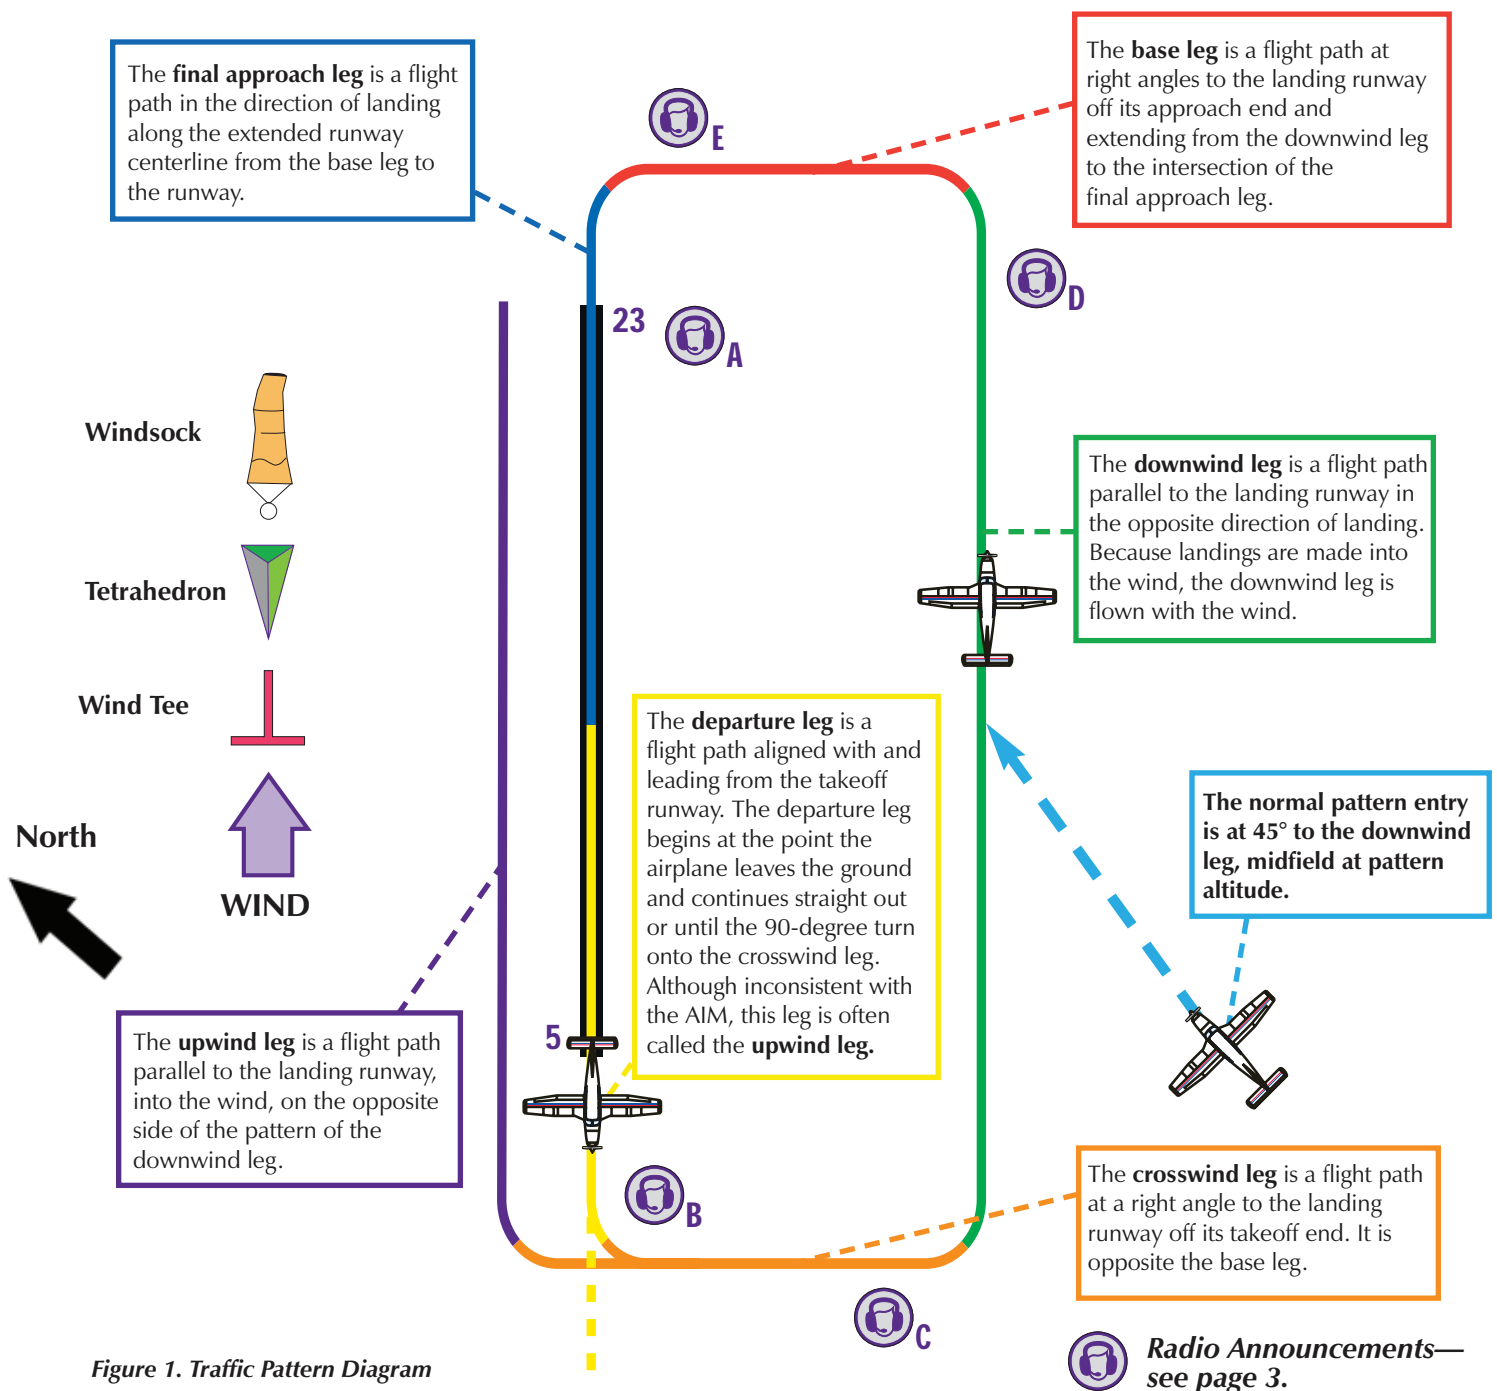 The final approach leg is a flight
path in the direction of landing
along the extended runway
centerline from the base leg to
the runway.
The base leg is a flight path at
right angles to the landing runway
off its approach end and
extending from the downwind leg
to the intersection of the
final approach leg.
E
D
23
A
Windsock
Tetrahedron
Wind Tee
North
WIND
The downwind leg is a flight path
parallel to the landing runway in
the opposite direction of landing.
Because landings are made into
the wind, the downwind leg is
flown with the wind.
The departure leg is a
flight path aligned with and
leading from the takeoff
runway. The departure leg
begins at the point the
airplane leaves the ground
and continues straight out
or until the 90-degree turn
onto the crosswind leg.
Although inconsistent with
the AIM, this leg is often
called the upwind leg.
The normal pattern entry
is at 45° to the downwind
leg, midfield at pattern
altitude.
5
The upwind leg is a flight path
parallel to the landing runway,
into the wind, on the opposite
side of the pattern of the
downwind leg.
B
The crosswind leg is a flight path
at a right angle to the landing
runway off its takeoff end. It is
opposite the base leg.
C
Radio Announcements—
see page 3.
Figure 1. Traffic Pattern Diagram